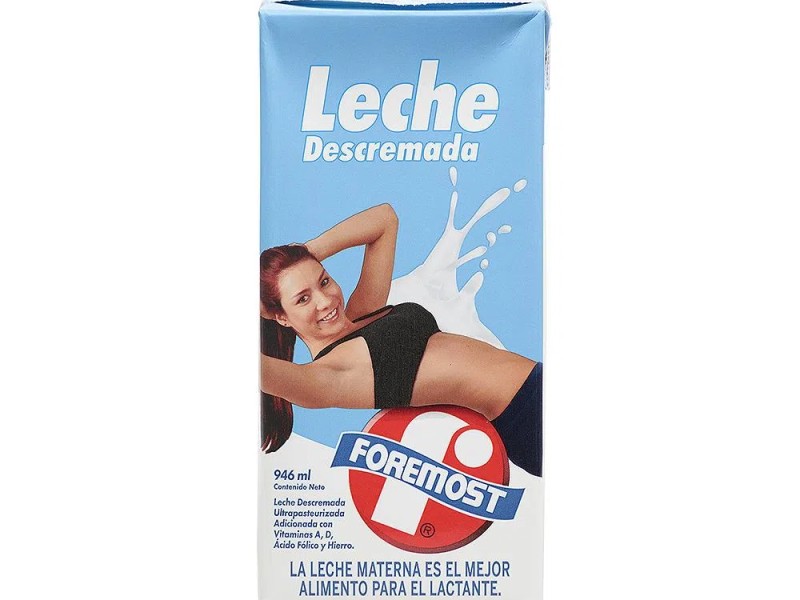 Leche
Descremada
946 ml
Contenido Neto
Leche Descremada
Ultrapasteurizada
Adicionada con
Vitaminas A, D,
Ácido Fólico y Hierro.
f
FOREMOST
®
LA LECHE MATERNA ES EL MEJOR
ALIMENTO PARA EL LACTANTE.